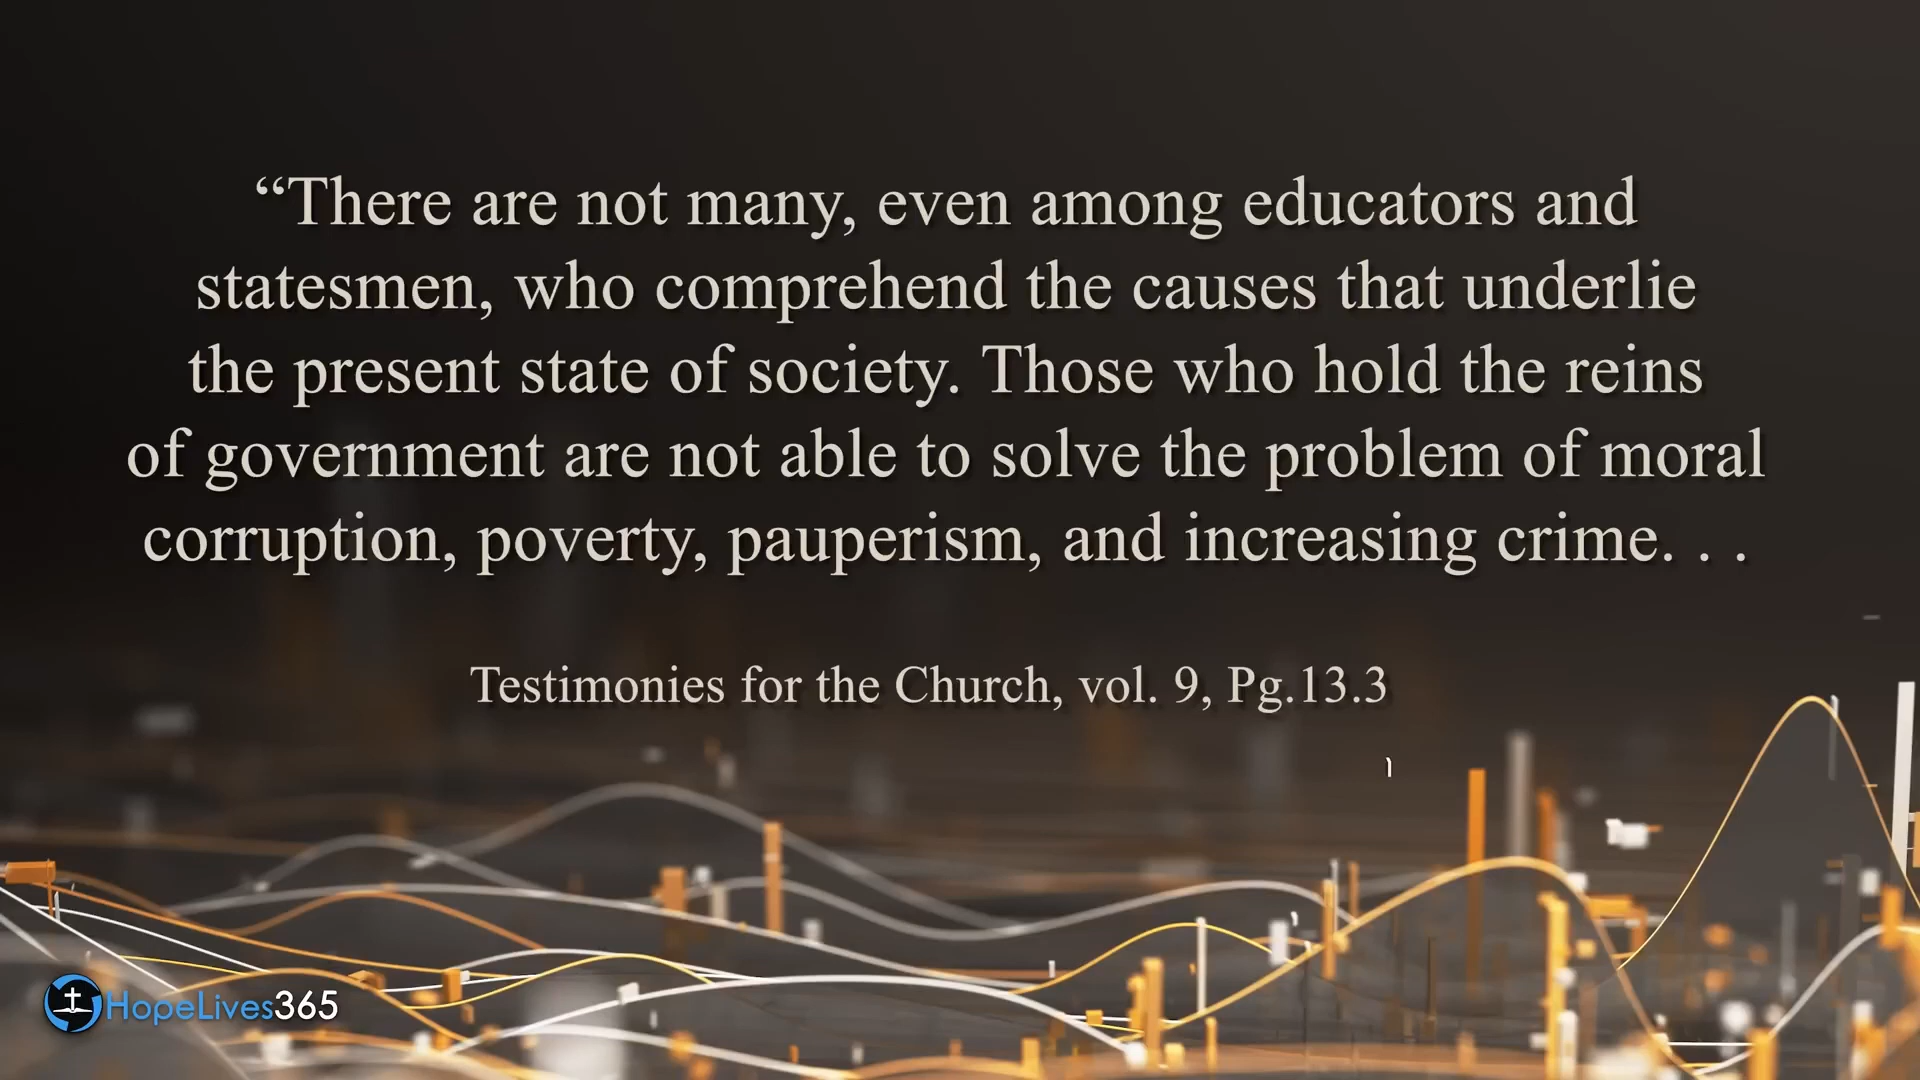 “There are not many, even among educators and
statesmen, who comprehend the causes that underlie
the present state of society. Those who hold the reins
of government are not able to solve the problem of moral
corruption, poverty, pauperism, and increasing crime. . .
Testimonies for the Church, vol. 9, Pg.13.3
HopeLives365